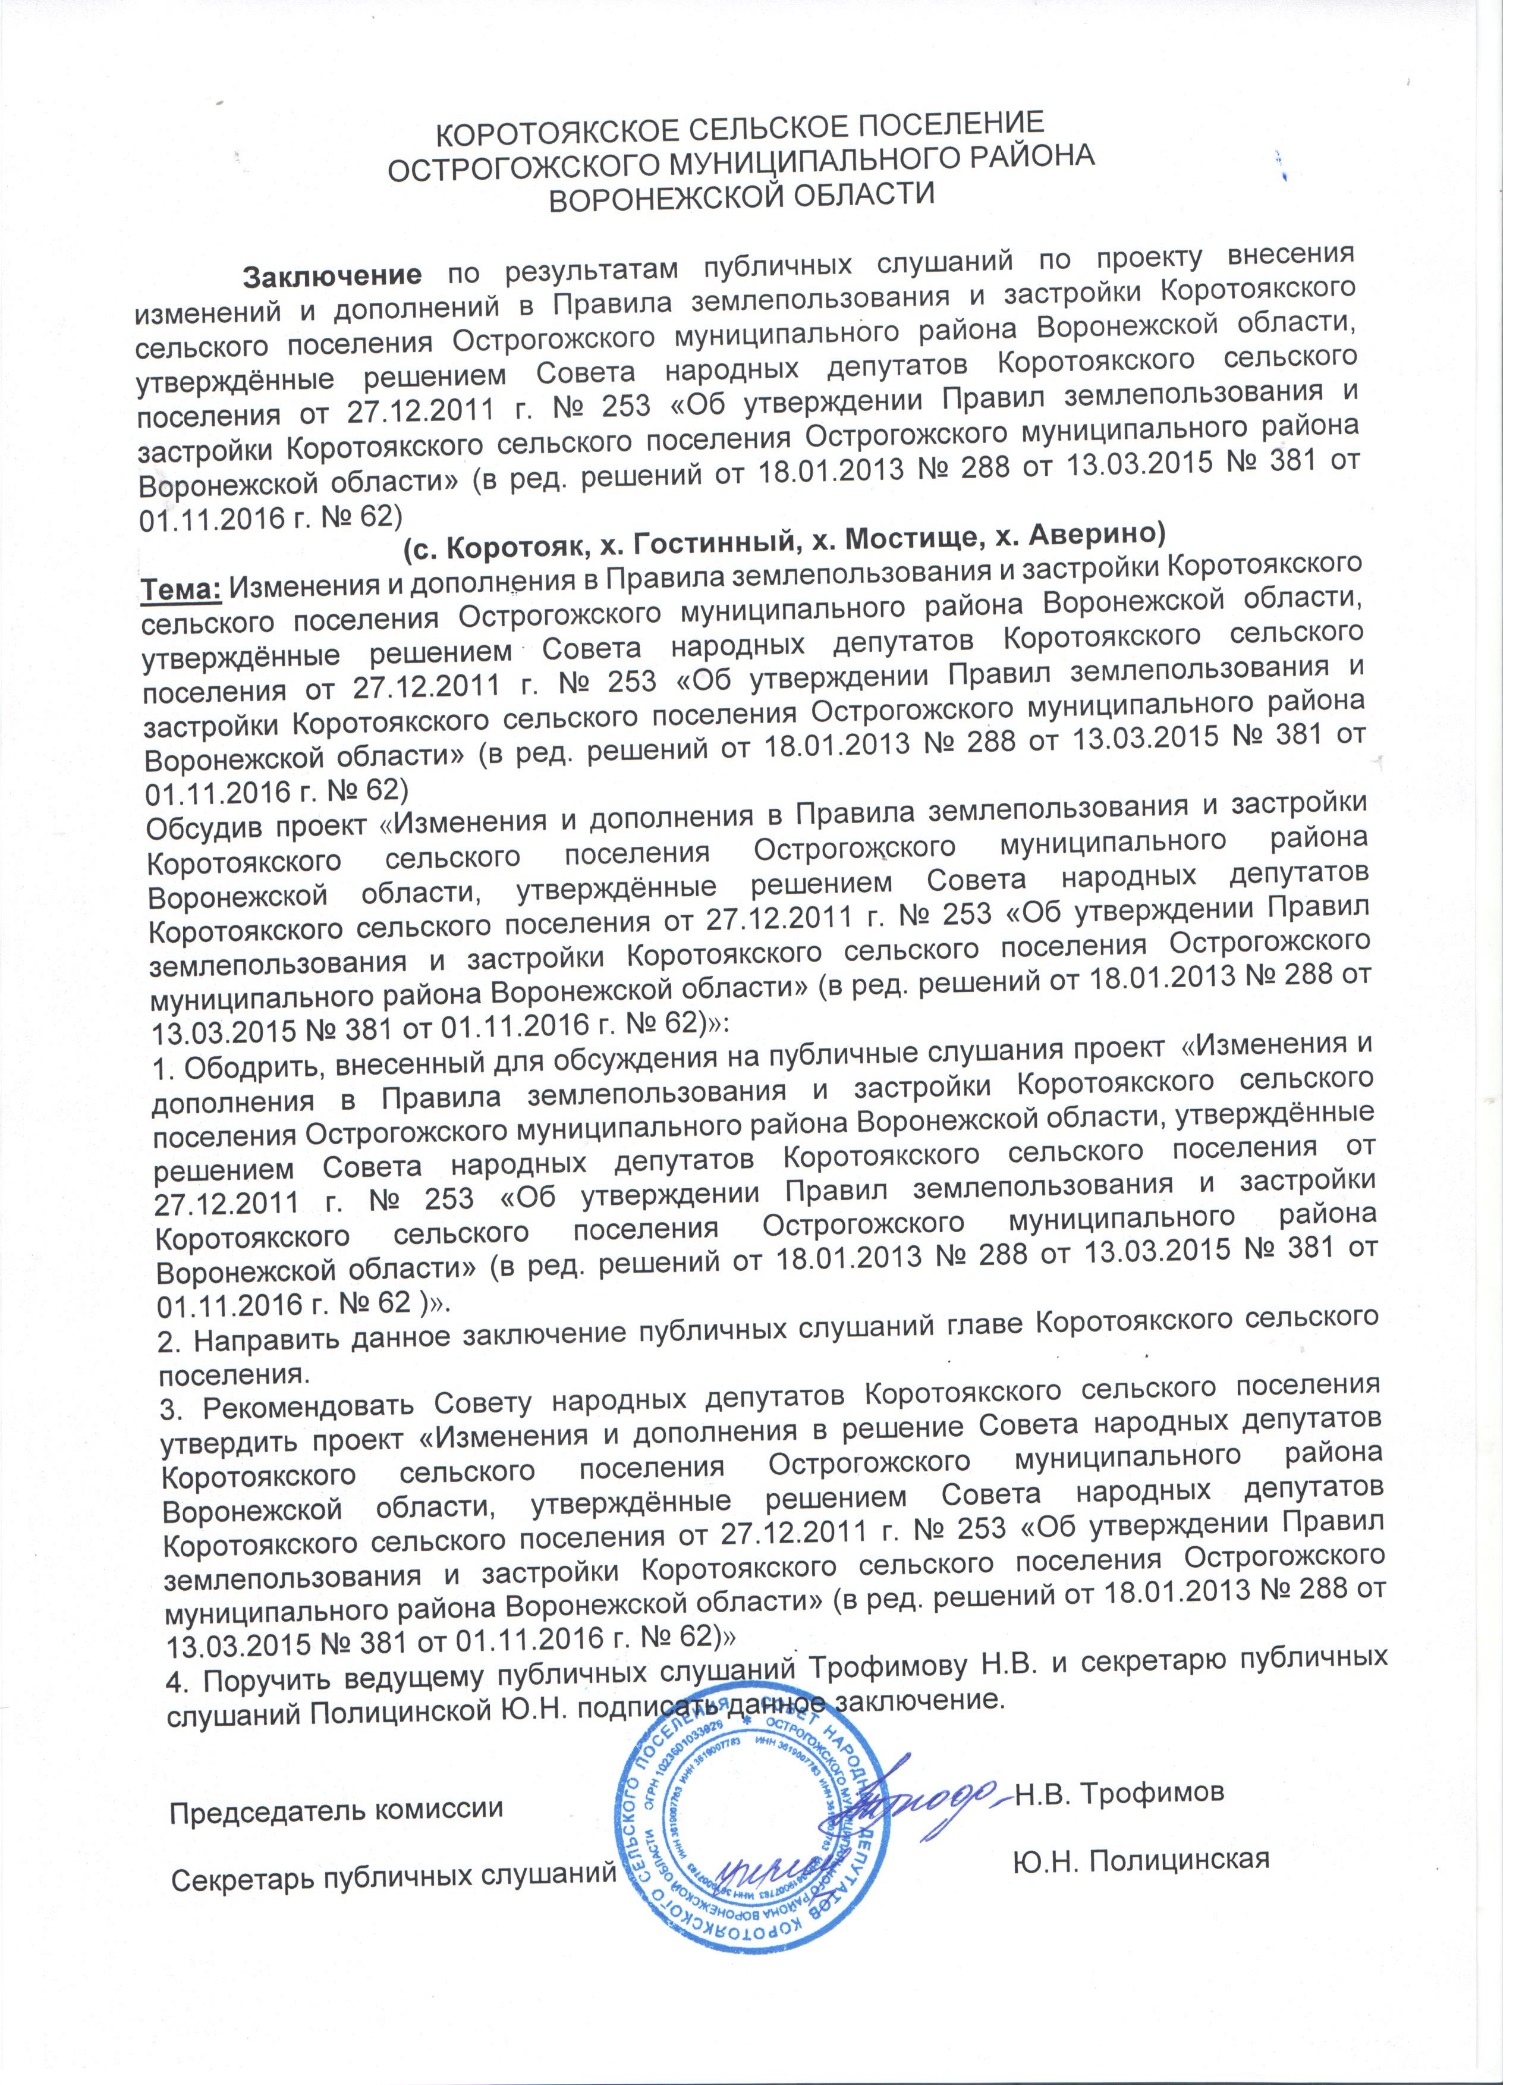 КОРОТОЯКСКОЕ СЕЛЬСКОЕ ПОСЕЛЕНИЕ
ОСТРОГОЖСКОГО МУНИЦИПАЛЬНОГО РАЙОНА
ВОРОНЕЖСКОЙ ОБЛАСТИ
Заключение по результатам публичных слушаний по проекту внесения
изменений и дополнений в Правила землепользования и застройки Коротоякского
сельского поселения Острогожского муниципального района Воронежской области,
утверждённые решением Совета народных депутатов Коротоякского сельского
поселения от 27.12.2011 г. № 253 «Об утверждении Правил землепользования и
застройки Коротоякского сельского поселения Острогожского муниципального района
Воронежской области» (в ред. решений от 18.01.2013 № 288 от 13.03.2015 № 381 от
01.11.2016 г. № 62)
(с. Коротояк, х. Гостинный, х. Мостище, х. Аверино)
Тема: Изменения и дополнения в Правила землепользования и застройки Коротоякского
сельского поселения Острогожского муниципального района Воронежской области,
утверждённые решением Совета народных депутатов Коротоякского сельского
поселения от 27.12.2011 г. № 253 «Об утверждении Правил землепользования и
застройки Коротоякского сельского поселения Острогожского муниципального района
Воронежской области» (в ред. решений от 18.01.2013 № 288 от 13.03.2015 № 381 от
01.11.2016 г. № 62)
Обсудив проект «Изменения и дополнения в Правила землепользования и застройки
Коротоякского сельского поселения Острогожского муниципального района
Воронежской области, утверждённые решением Совета народных депутатов
Коротоякского сельского поселения от 27.12.2011 г. № 253 «Об утверждении Правил
землепользования и застройки Коротоякского сельского поселения Острогожского
муниципального района Воронежской области» (в ред. решений от 18.01.2013 № 288 от
13.03.2015 № 381 от 01.11.2016 г. № 62)»:
1. Ободрить, внесенный для обсуждения на публичные слушания проект «Изменения и
дополнения в Правила землепользования и застройки Коротоякского сельского
поселения Острогожского муниципального района Воронежской области, утверждённые
решением Совета народных депутатов Коротоякского сельского поселения от
27.12.2011 г. № 253 «Об утверждении Правил землепользования и застройки
Коротоякского сельского поселения Острогожского муниципального района
Воронежской области» (в ред. решений от 18.01.2013 № 288 от 13.03.2015 № 381 от
01.11.2016 г. № 62 )».
2. Направить данное заключение публичных слушаний главе Коротоякского сельского
поселения.
3. Рекомендовать Совету народных депутатов Коротоякского сельского поселения
утвердить проект «Изменения и дополнения в решение Совета народных депутатов
Коротоякского сельского поселения Острогожского муниципального района
Воронежской области, утверждённые решением Совета народных депутатов
Коротоякского сельского поселения от 27.12.2011 г. № 253 «Об утверждении Правил
землепользования и застройки Коротоякского сельского поселения Острогожского
муниципального района Воронежской области» (в ред. решений от 18.01.2013 № 288 от
13.03.2015 № 381 от 01.11.2016 г. № 62)»
4. Поручить ведущему публичных слушаний Трофимову Н.В. и секретарю публичных
слушаний Полицинской Ю.Н. подписать данное заключение.
Председатель комиссии Н.В. Трофимов
Секретарь публичных слушаний Ю.Н. Полицинская
СОВЕТ НАРОДНЫХ ДЕПУТАТОВ КОРОТОЯКСКОГО СЕЛЬСКОГО ПОСЕЛЕНИЯ
ОСТРОГОЖСКОГО МУНИЦИПАЛЬНОГО РАЙОНА ВОРОНЕЖСКОЙ ОБЛАСТИ ОГРН 1023601033926
ИНН 3619007763